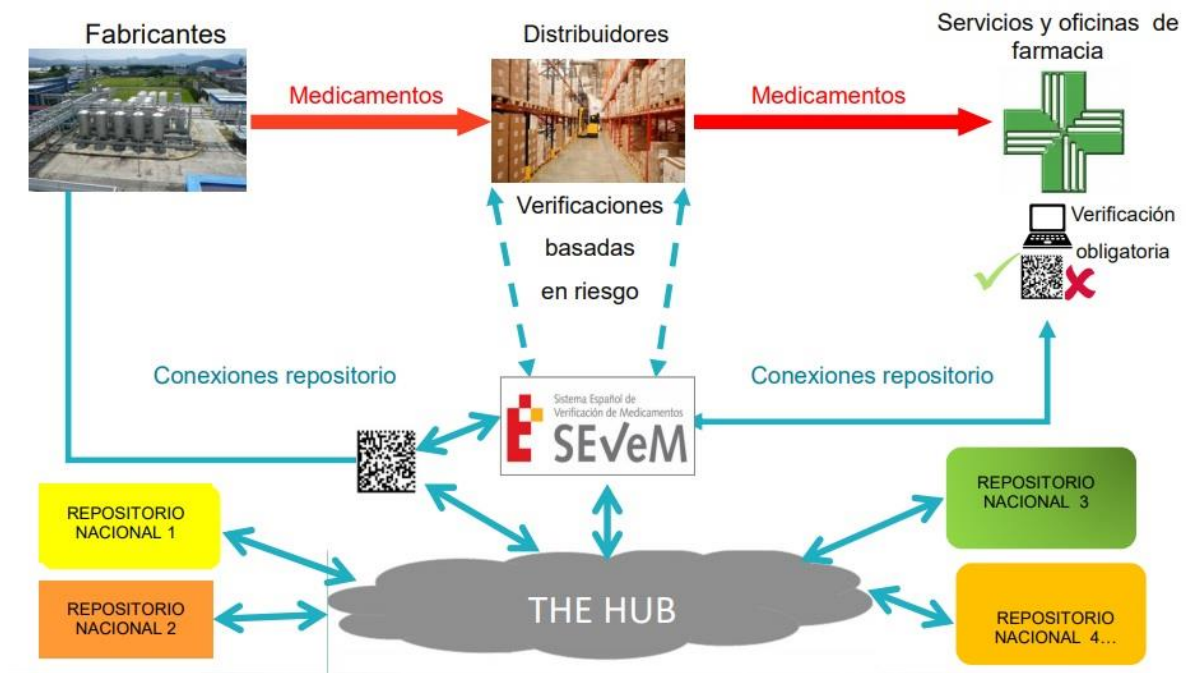 Fabricantes
Distribuidores
Servicios y oficinas de
farmacia
Medicamentos
Medicamentos
Verificaciones
basadas
en riesgo
Verificación
obligatoria
Conexiones repositorio
Conexiones repositorio
Sistema Español de
Verificación de Medicamentos
SEVeM
REPOSITORIO
NACIONAL 1
REPOSITORIO
NACIONAL 3
REPOSITORIO
NACIONAL 2
THE HUB
REPOSITORIO
NACIONAL 4...